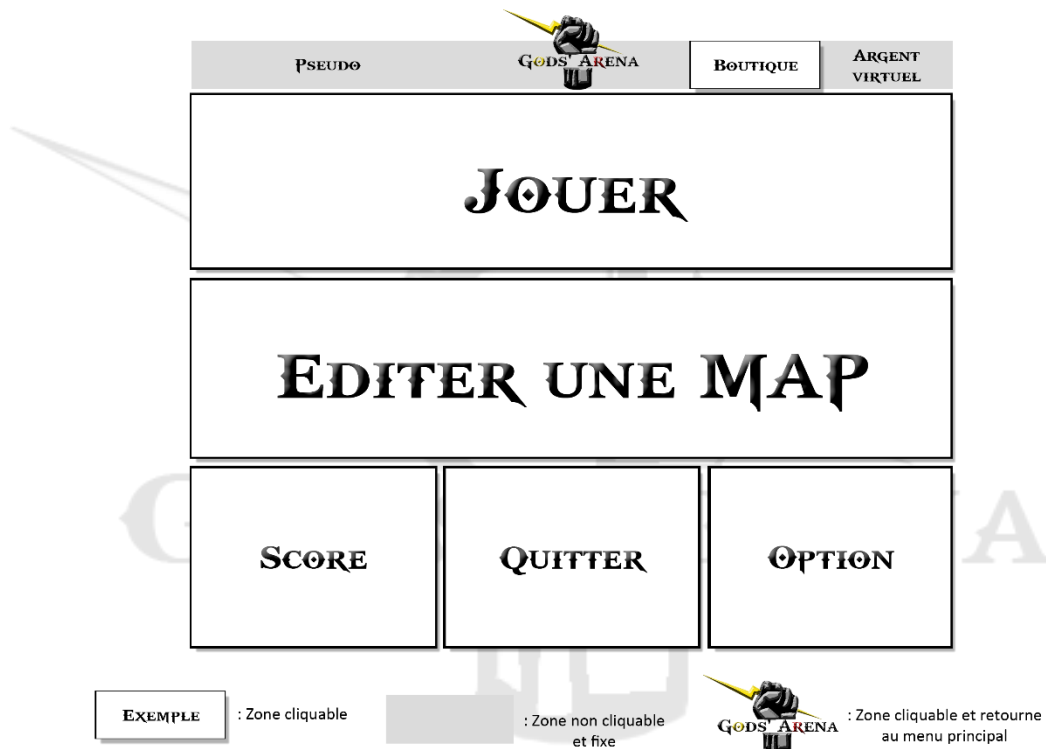 Pseudo
Gods' Arena
Boutique
Argent
virtuel
Jouer
Editer une MAP
Score
Quitter
Option
Exemple
: Zone cliquable
: Zone non cliquable
et fixe
Gods' Arena
: Zone cliquable et retourne
au menu principal